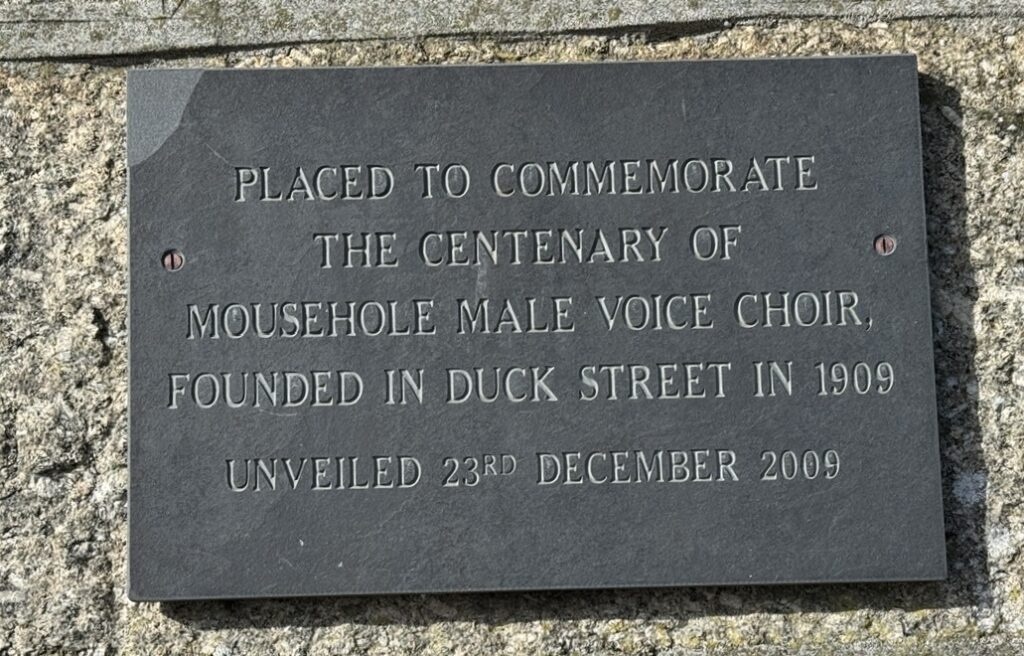 PLACED TO COMMEMORATE
THE CENTENARY OF
MOUSEHOLE MALE VOICE CHOIR,
FOUNDED IN DUCK STREET IN 1909
UNVEILED 23RD DECEMBER 2009